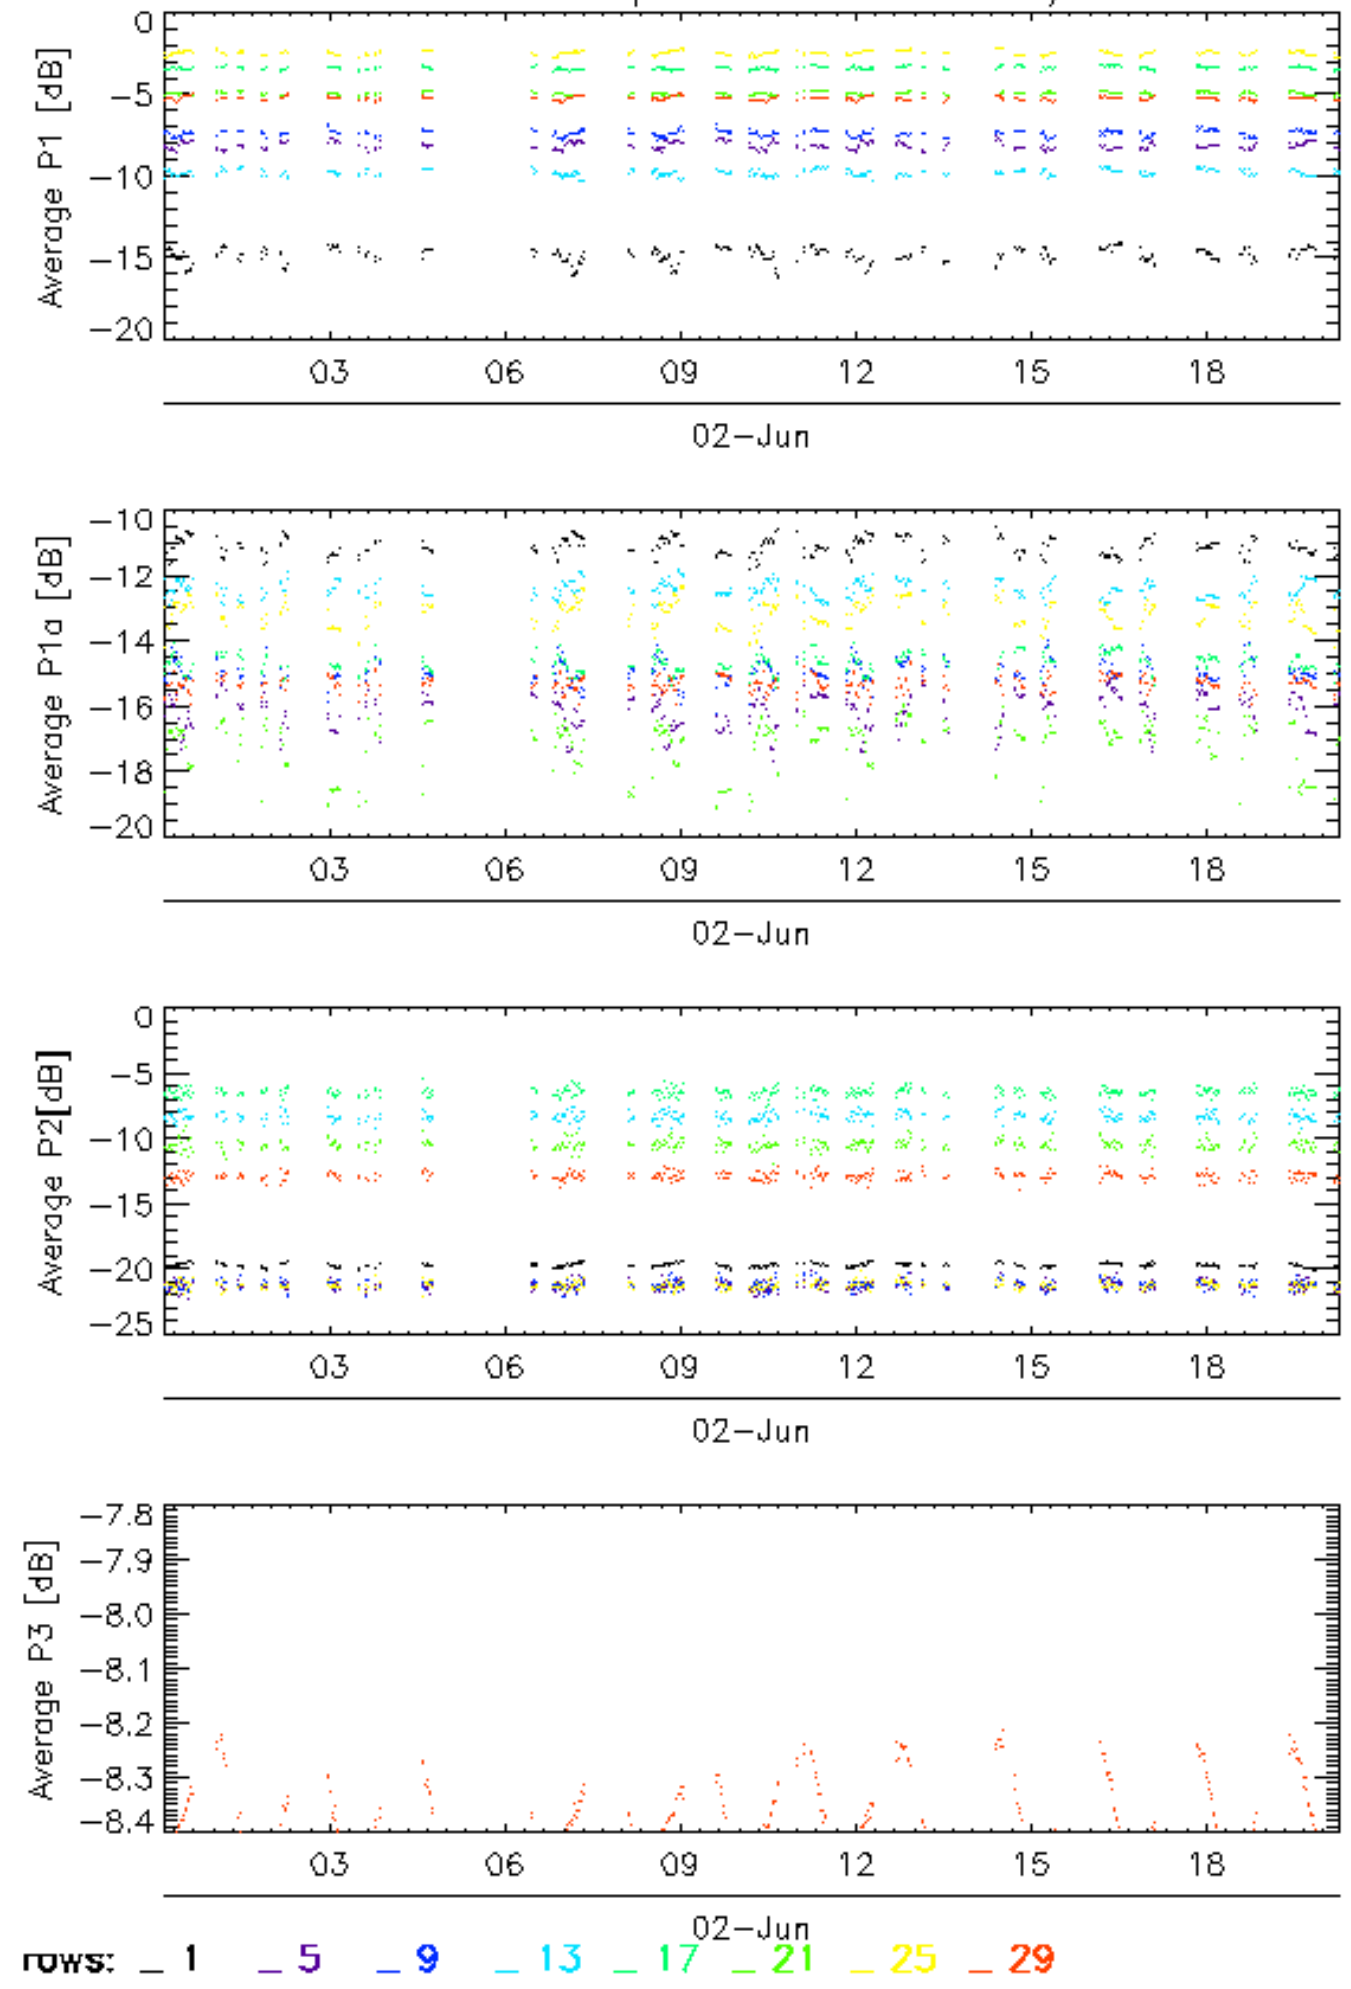 0
−5
−10
−15
−20
Average P1 [dB]
03 06 09 12 15 18
02−Jun
−10
−12
−14
−16
−18
−20
Average P1a [dB]
03 06 09 12 15 18
02−Jun
0
−5
−10
−15
−20
−25
Average P2[dB]
03 06 09 12 15 18
02−Jun
−7.8
−7.9
−8.0
−8.1
−8.2
−8.3
−8.4
Average P3 [dB]
03 06 09 12 15 18
02−Jun
rows: _ 1 _ 5 _ 9 _ 13 _ 17 _ 21 _ 25 _ 29